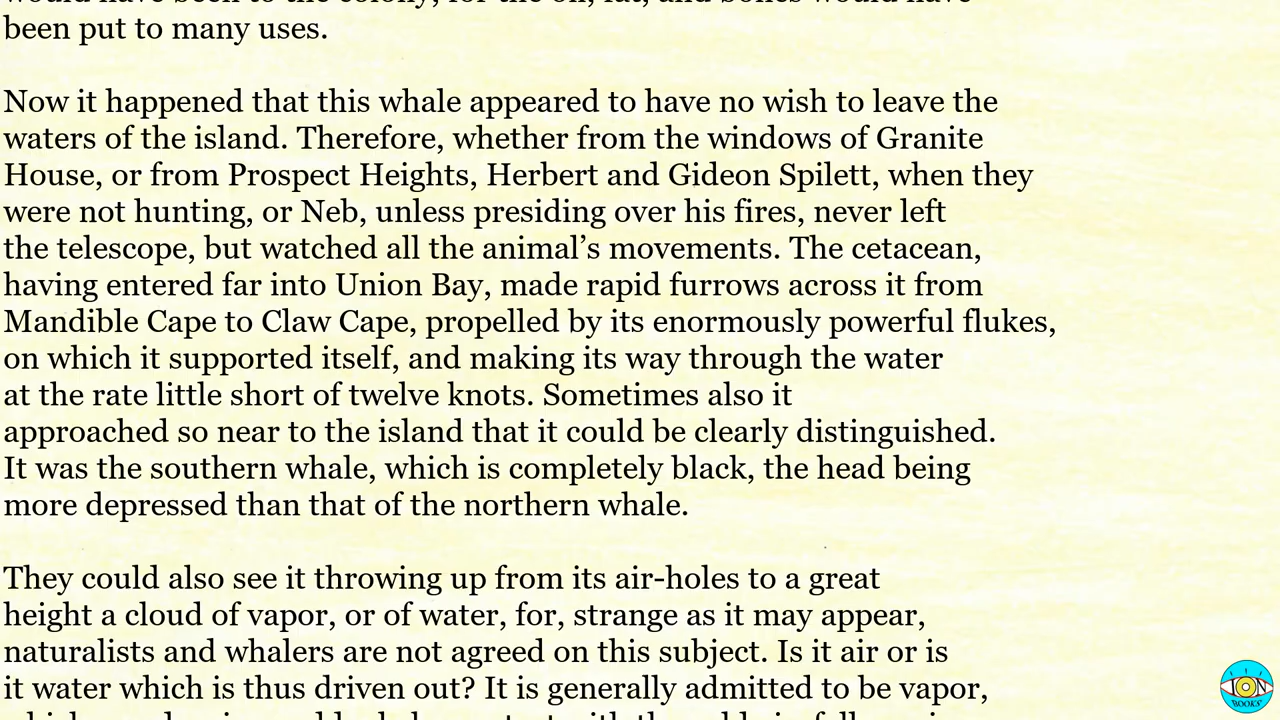 been put to many uses.
Now it happened that this whale appeared to have no wish to leave the
waters of the island. Therefore, whether from the windows of Granite
House, or from Prospect Heights, Herbert and Gideon Spilett, when they
were not hunting, or Neb, unless presiding over his fires, never left
the telescope, but watched all the animal’s movements. The cetacean,
having entered far into Union Bay, made rapid furrows across it from
Mandible Cape to Claw Cape, propelled by its enormously powerful flukes,
on which it supported itself, and making its way through the water
at the rate little short of twelve knots. Sometimes also it
approached so near to the island that it could be clearly distinguished.
It was the southern whale, which is completely black, the head being
more depressed than that of the northern whale.
They could also see it throwing up from its air-holes to a great
height a cloud of vapor, or of water, for, strange as it may appear,
naturalists and whalers are not agreed on this subject. Is it air or is
it water which is thus driven out? It is generally admitted to be vapor,
ION
BOOKS